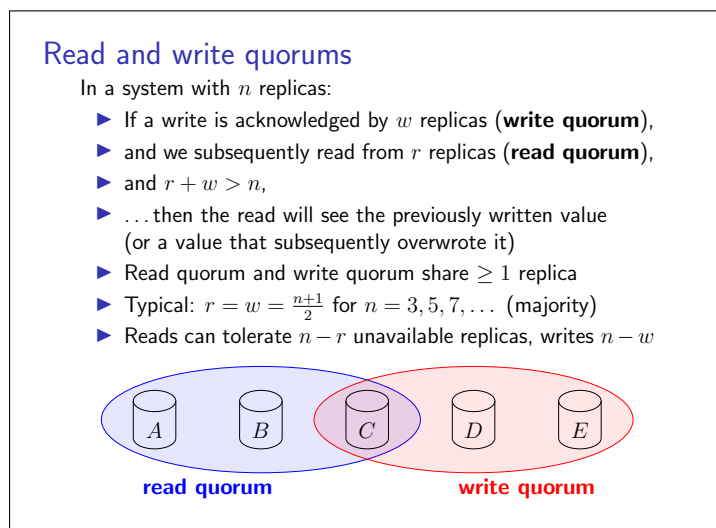 Read and write quorums
In a system with n replicas:
▶ If a write is acknowledged by w replicas (write quorum),
▶ and we subsequently read from r replicas (read quorum),
▶ and r + w > n,
▶ . . . then the read will see the previously written value
(or a value that subsequently overwrote it)
▶ Read quorum and write quorum share ≥ 1 replica
▶ Typical: r = w = \frac{n+1}{2} for n = 3, 5, 7, . . . (majority)
▶ Reads can tolerate n − r unavailable replicas, writes n − w
A B C D E
read quorum write quorum